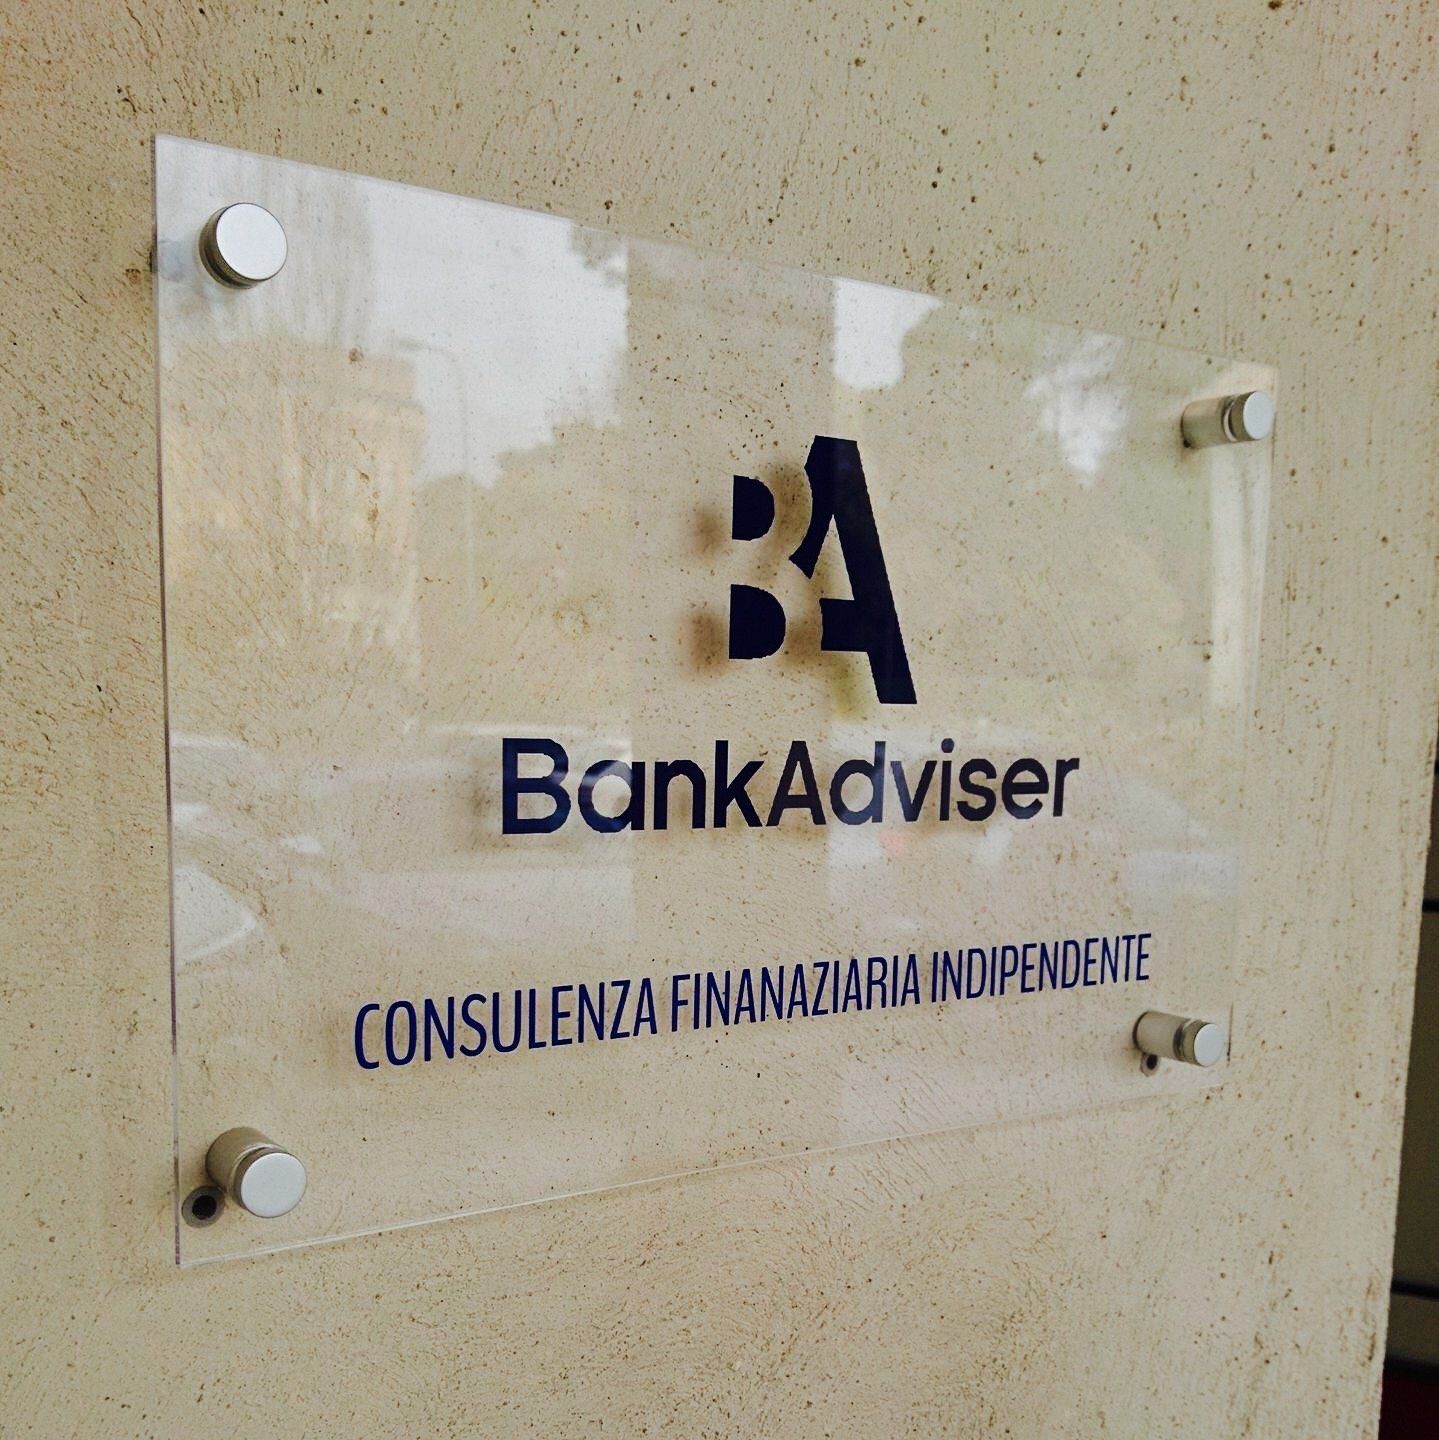 BA
BankAdviser
CONSULENZA FINANAZIARIA INDIPENDENTE